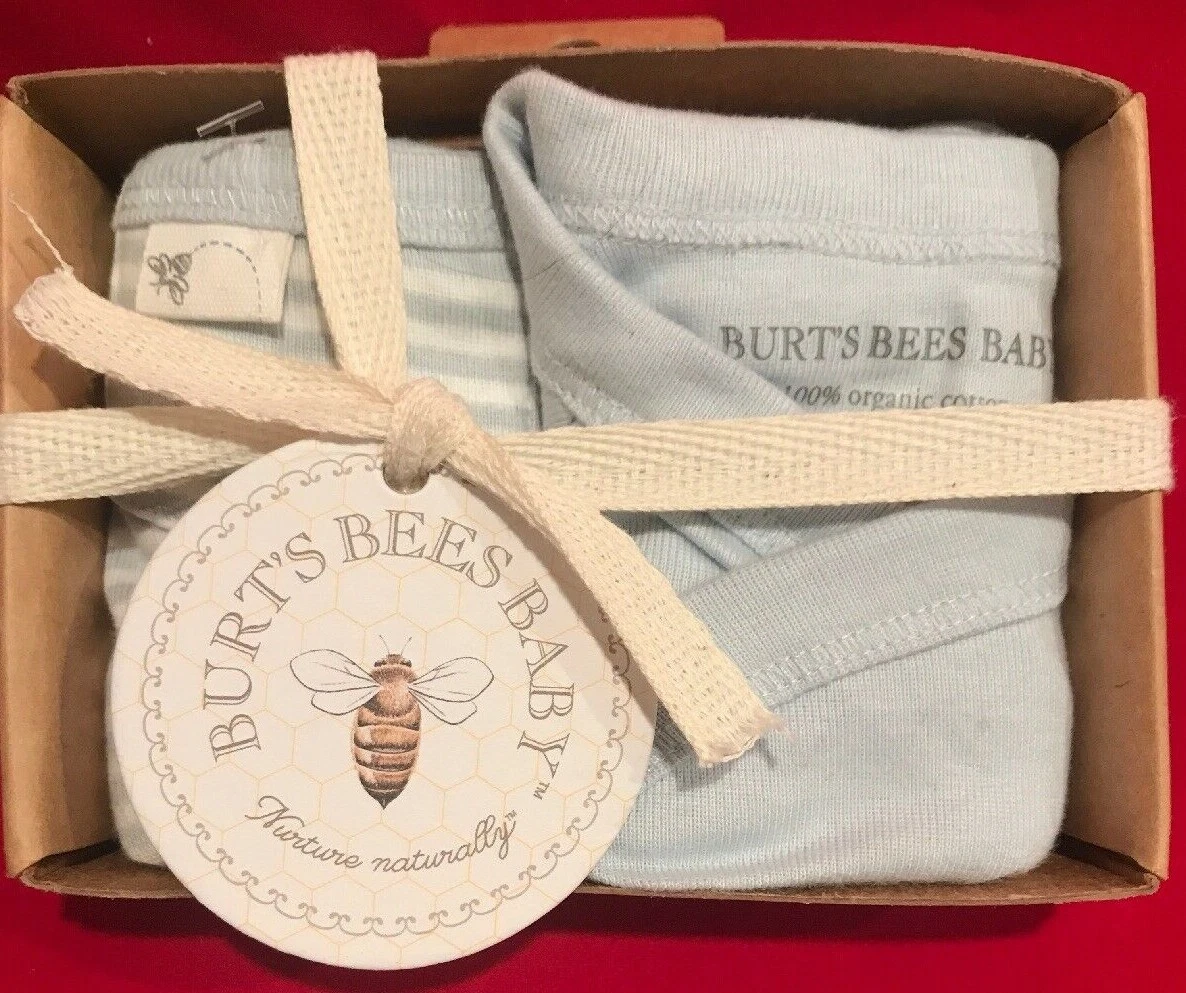 BURT'S BEES BABY
100% organic cotton
BURT'S BEES BABY™
Nurture naturally™